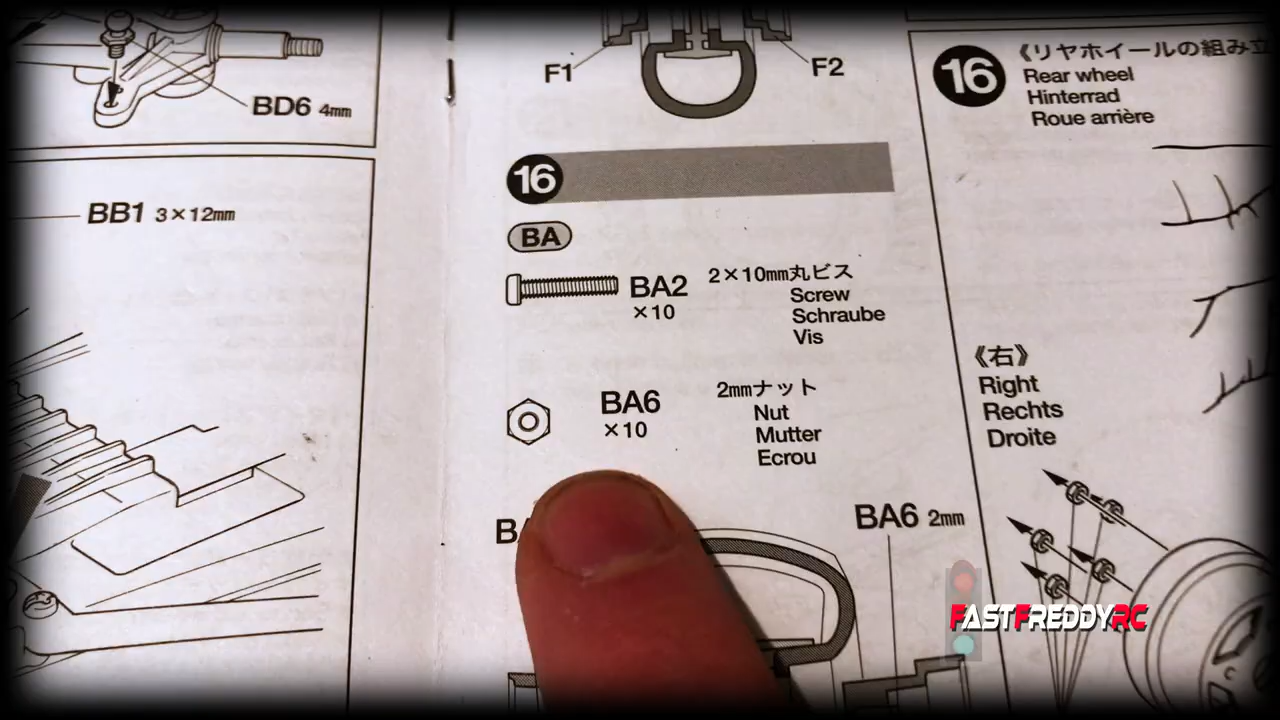 BD6 4mm
BB1 3×12mm
F1
F2
16
BA
BA2
×10
2×10mm丸ビス
Screw
Schraube
Vis
BA6
×10
2mmナット
Nut
Mutter
Ecrou
BA6 2mm
16
《リヤホイールの組み立
Rear wheel
Hinterrad
Roue arrière
《右》
Right
Rechts
Droite
FASTFREDDYRC